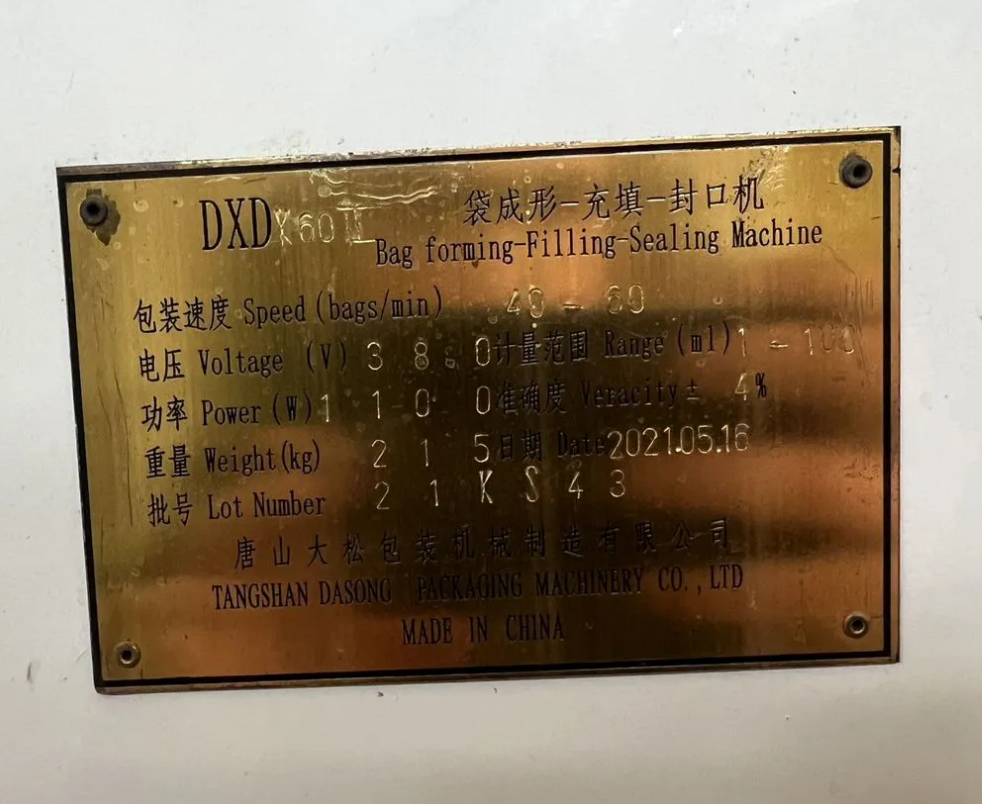 DXDX60II 袋成形-充填-封口机
Bag forming-Filling-Sealing Machine
包装速度 Speed (bags/min) 40 - 60
电压 Voltage (V) 380 计量范围 Range (ml) 1 - 100
功率 Power (W) 1100 准确度 Veracity ± 4%
重量 Weight(kg) 215 日期 Date 2021.05.16
批号 Lot Number 21KS43
唐山大松包装机械制造有限公司
TANGSHAN DASONG PACKAGING MACHINERY CO.,LTD
MADE IN CHINA